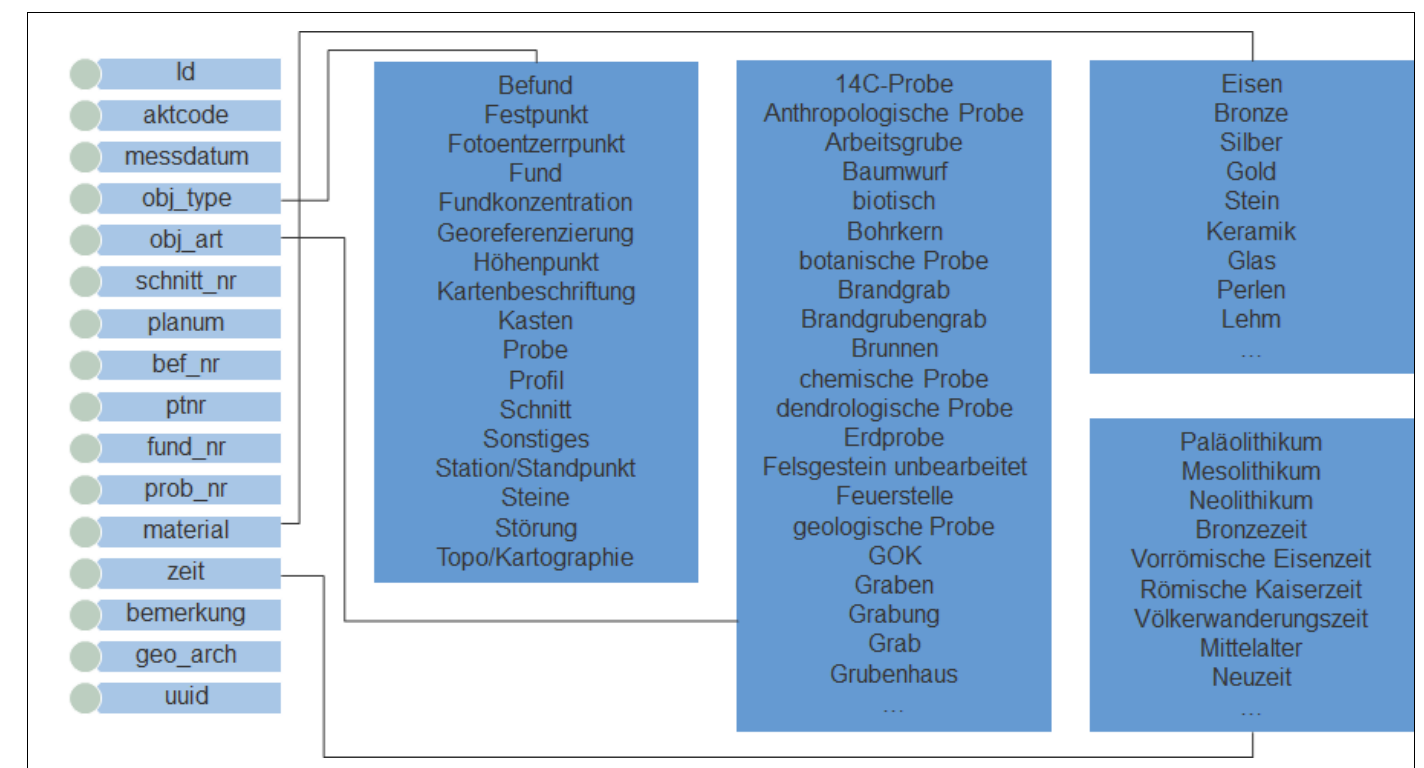 Id
aktcode
messdatum
obj_type
obj_art
schnitt_nr
planum
bef_nr
ptnr
fund_nr
prob_nr
material
zeit
bemerkung
geo_arch
uuid
Befund
Festpunkt
Fotoentzerrpunkt
Fund
Fundkonzentration
Georeferenzierung
Höhenpunkt
Kartenbeschriftung
Kasten
Probe
Profil
Schnitt
Sonstiges
Station/Standpunkt
Steine
Störung
Topo/Kartographie
14C-Probe
Anthropologische Probe
Arbeitsgrube
Baumwurf
biotisch
Bohrkern
botanische Probe
Brandgrab
Brandgrubengrab
Brunnen
chemische Probe
dendrologische Probe
Erdprobe
Felsgestein unbearbeitet
Feuerstelle
geologische Probe
GOK
Graben
Grabung
Grab
Grubenhaus
...
Eisen
Bronze
Silber
Gold
Stein
Keramik
Glas
Perlen
Lehm
...
Paläolithikum
Mesolithikum
Neolithikum
Bronzezeit
Vorrömische Eisenzeit
Römische Kaiserzeit
Völkerwanderungszeit
Mittelalter
Neuzeit
...